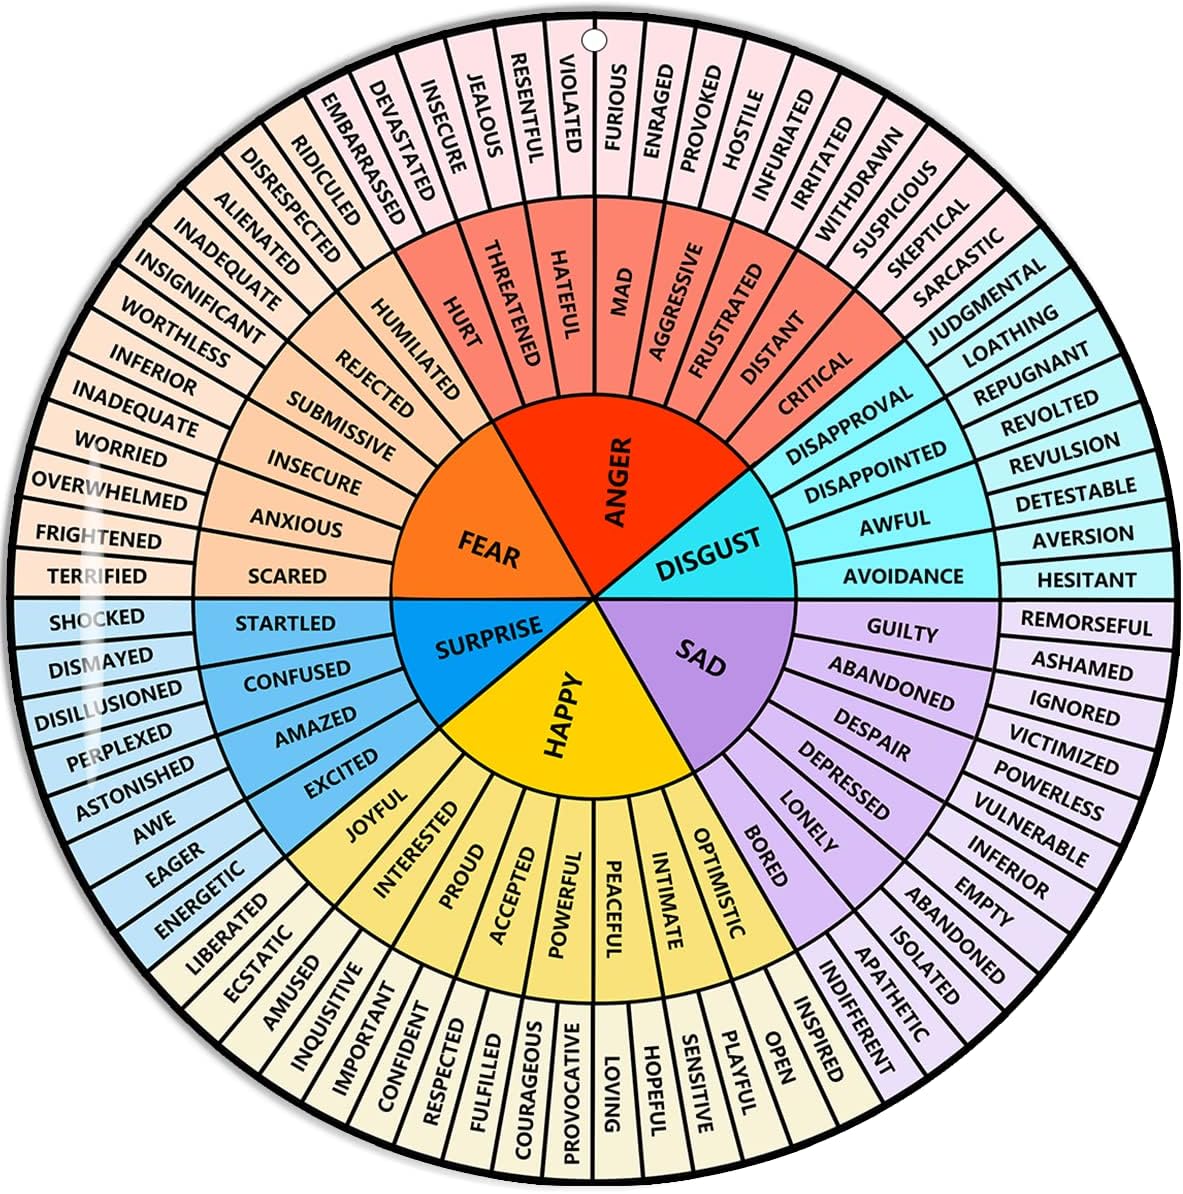 ANGER
DISGUST
SAD
HAPPY
SURPRISE
FEAR
MAD
AGGRESSIVE
FRUSTRATED
DISTANT
CRITICAL
DISAPPROVAL
DISAPPOINTED
AWFUL
AVOIDANCE
GUILTY
ABANDONED
DESPAIR
DEPRESSED
LONELY
BORED
OPTIMISTIC
INTIMATE
PEACEFUL
POWERFUL
ACCEPTED
PROUD
INTERESTED
JOYFUL
EXCITED
AMAZED
CONFUSED
STARTLED
SCARED
ANXIOUS
INSECURE
SUBMISSIVE
REJECTED
HUMILIATED
HURT
THREATENED
HATEFUL
FURIOUS
ENRAGED
PROVOKED
HOSTILE
INFURIATED
IRRITATED
WITHDRAWN
SUSPICIOUS
SKEPTICAL
SARCASTIC
JUDGMENTAL
LOATHING
REPUGNANT
REVOLTED
REVULSION
DETESTABLE
AVERSION
HESITANT
REMORSEFUL
ASHAMED
IGNORED
VICTIMIZED
POWERLESS
VULNERABLE
INFERIOR
EMPTY
ABANDONED
ISOLATED
APATHETIC
INDIFFERENT
INSPIRED
OPEN
PLAYFUL
SENSITIVE
HOPEFUL
LOVING
PROVOCATIVE
COURAGEOUS
FULFILLED
RESPECTED
CONFIDENT
IMPORTANT
INQUISITIVE
AMUSED
ECSTATIC
LIBERATED
ENERGETIC
EAGER
AWE
ASTONISHED
PERPLEXED
DISILLUSIONED
DISMAYED
SHOCKED
TERRIFIED
FRIGHTENED
OVERWHELMED
WORRIED
INADEQUATE
INFERIOR
WORTHLESS
INSIGNIFICANT
INADEQUATE
ALIENATED
DISRESPECTED
RIDICULED
EMBARRASSED
DEVASTATED
INSECURE
JEALOUS
RESENTFUL
VIOLATED